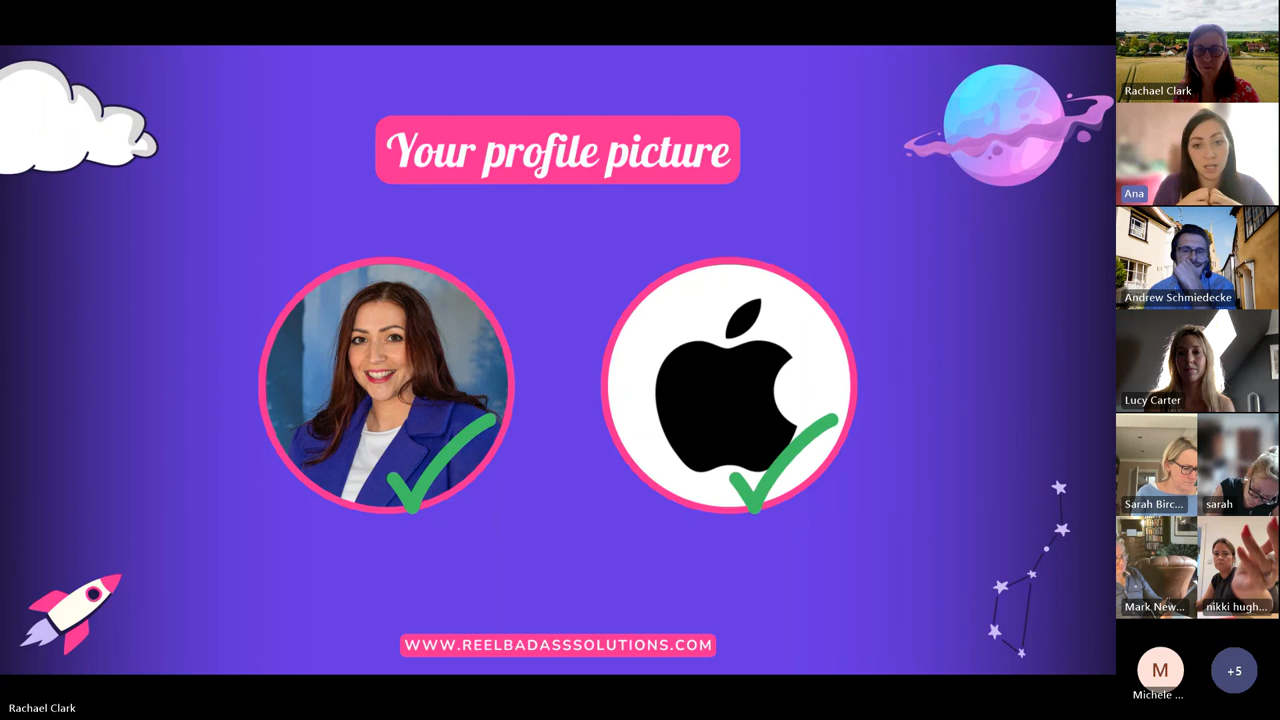 Your profile picture
WWW.REELBADASSSOLUTIONS.COM
Rachael Clark
Rachael Clark
Ana
Andrew Schmiedecke
Lucy Carter
Sarah Birc...
sarah
Mark New...
nikki hugh...
M
Michele ...
+5